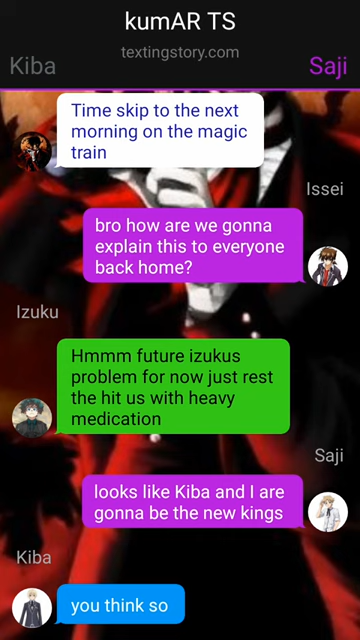 kumAR TS
textingstory.com
Kiba
Saji
Time skip to the next
morning on the magic
train
Issei
bro how are we gonna
explain this to everyone
back home?
Izuku
Hmmm future izukus
problem for now just rest
the hit us with heavy
medication
Saji
looks like Kiba and I are
gonna be the new kings
Kiba
you think so